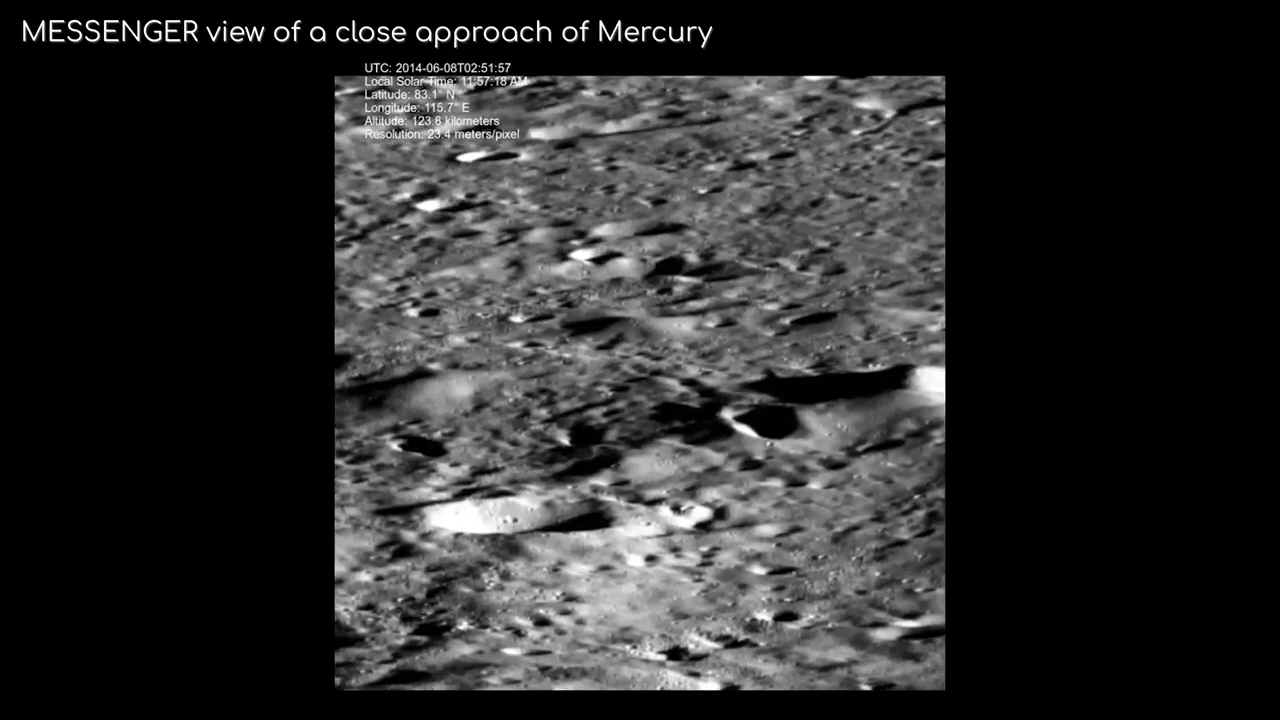 MESSENGER view of a close approach of Mercury
UTC: 2014-06-08T02:51:57
Local Solar Time: 11:57:18 AM
Latitude: 83.1° N
Longitude: 115.7° E
Altitude: 123.6 kilometers
Resolution: 23.4 meters/pixel